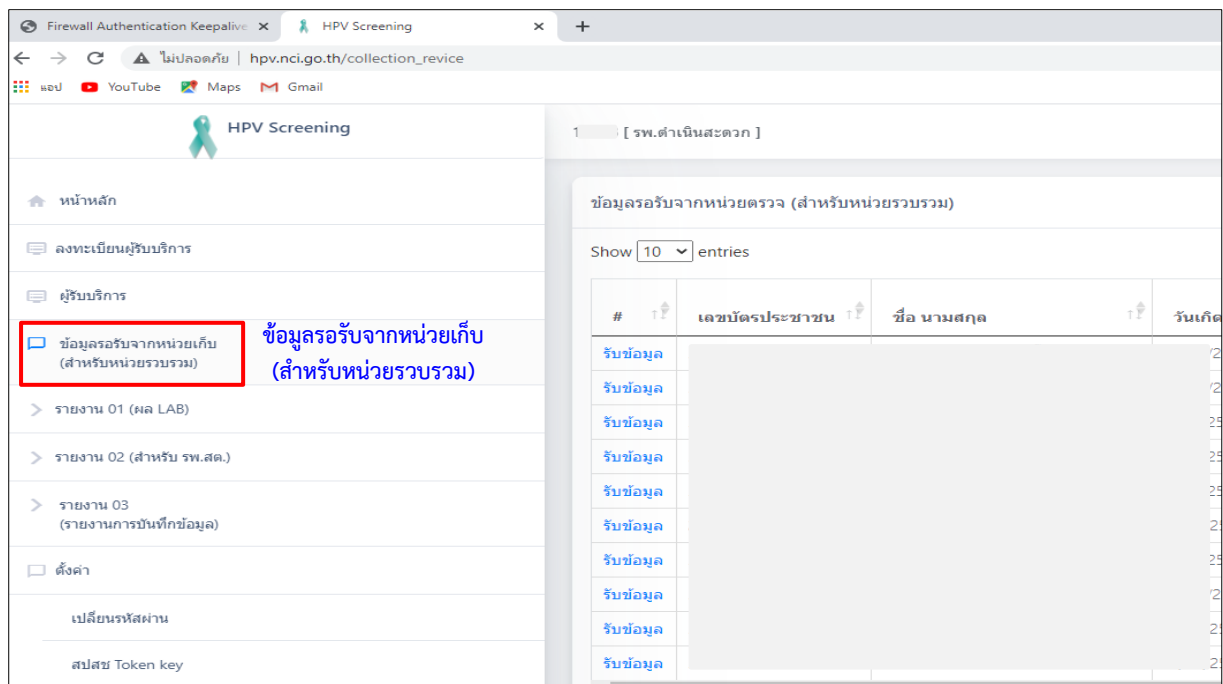 Firewall Authentication Keepalive
HPV Screening
ไม่ปลอดภัย | hpv.nci.go.th/collection_revice
แอป YouTube Maps Gmail
HPV Screening
1 [ รพ.ดำเนินสะดวก ]
หน้าหลัก
ลงทะเบียนผู้รับบริการ
ผู้รับบริการ
ข้อมูลรอรับจากหน่วยเก็บ
(สำหรับหน่วยรวบรวม)
ข้อมูลรอรับจากหน่วยเก็บ
(สำหรับหน่วยรวบรวม)
รายงาน 01 (ผล LAB)
รายงาน 02 (สำหรับ รพ.สต.)
รายงาน 03
(รายงานการบันทึกข้อมูล)
ตั้งค่า
เปลี่ยนรหัสผ่าน
สปสช Token key
ข้อมูลรอรับจากหน่วยตรวจ (สำหรับหน่วยรวบรวม)
Show 10 entries
# เลขบัตรประชาชน ชื่อ นามสกุล วันเกิด
รับข้อมูล
รับข้อมูล
รับข้อมูล
รับข้อมูล
รับข้อมูล
รับข้อมูล
รับข้อมูล
รับข้อมูล
รับข้อมูล
รับข้อมูล